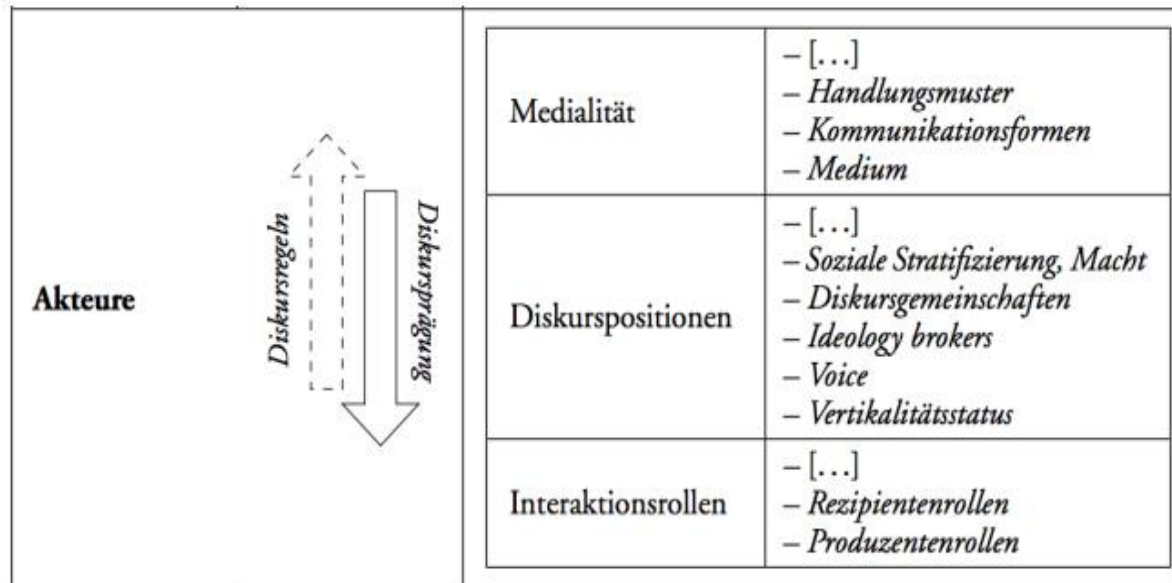 Akteure
Diskursregeln
Diskursprägung
Medialität
– [...]
– Handlungsmuster
– Kommunikationsformen
– Medium
Diskurspositionen
– [...]
– Soziale Stratifizierung, Macht
– Diskursgemeinschaften
– Ideology brokers
– Voice
– Vertikalitätsstatus
Interaktionsrollen
– [...]
– Rezipientenrollen
– Produzentenrollen